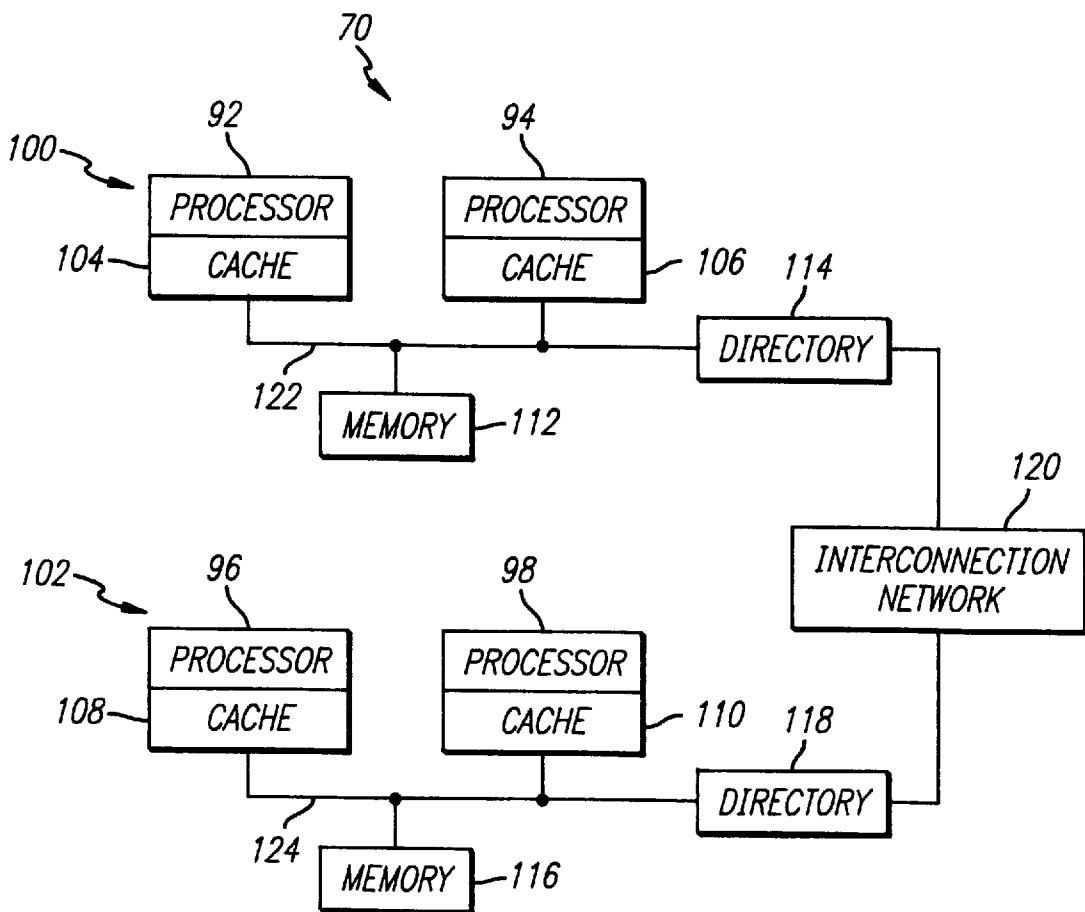 70
92
94
100
PROCESSOR
PROCESSOR
104
CACHE
CACHE
106
114
DIRECTORY
122
MEMORY
112
120
INTERCONNECTION
NETWORK
102
96
98
PROCESSOR
PROCESSOR
108
CACHE
CACHE
110
118
DIRECTORY
124
MEMORY
116